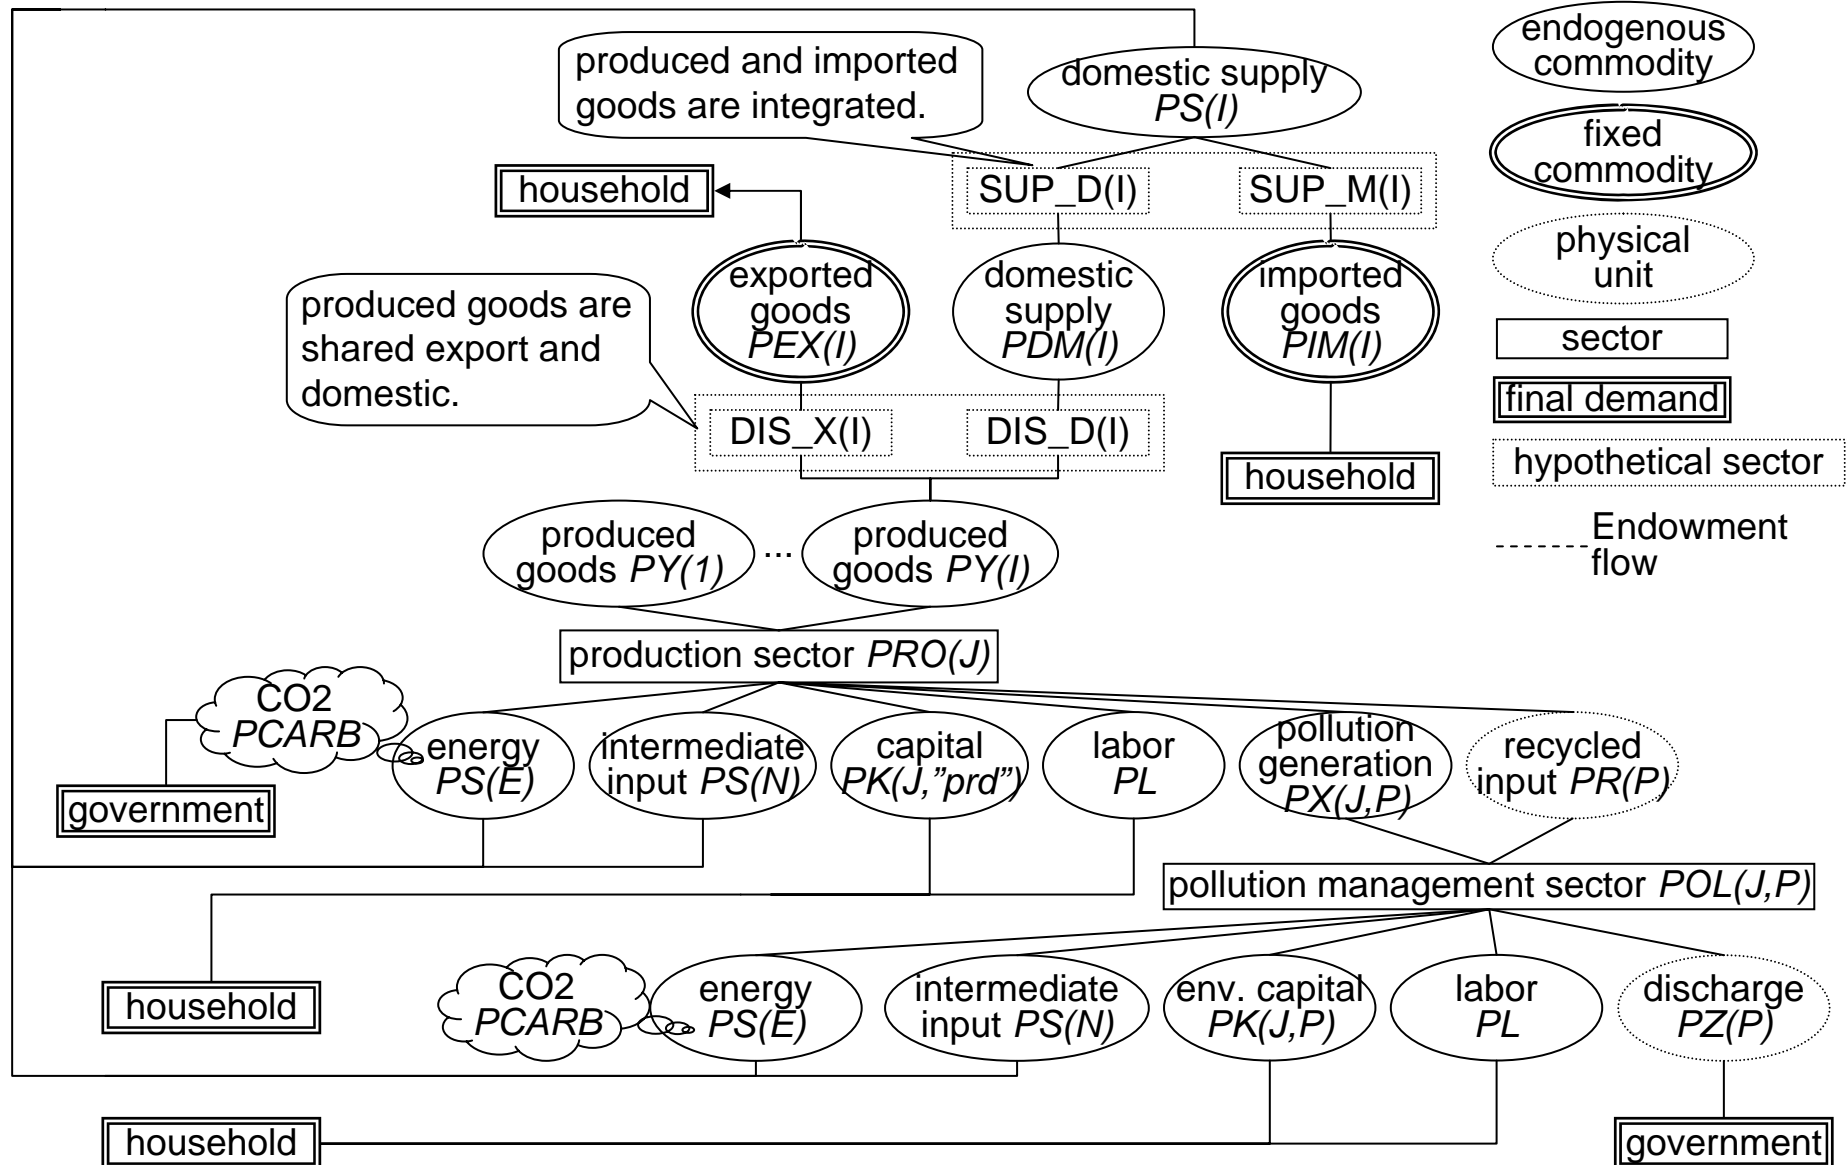 produced and imported
goods are integrated.
domestic supply
PS(I)
endogenous
commodity
fixed
commodity
household
SUP_D(I)
SUP_M(I)
physical
unit
exported
goods
PEX(I)
domestic
supply
PDM(I)
imported
goods
PIM(I)
produced goods are
shared export and
domestic.
sector
final demand
DIS_X(I)
DIS_D(I)
household
hypothetical sector
Endowment
flow
produced
goods PY(1)
...
produced
goods PY(I)
production sector PRO(J)
CO2
PCARB
energy
PS(E)
intermediate
input PS(N)
capital
PK(J,”prd”)
labor
PL
pollution
generation
PX(J,P)
recycled
input PR(P)
government
pollution management sector POL(J,P)
household
CO2
PCARB
energy
PS(E)
intermediate
input PS(N)
env. capital
PK(J,P)
labor
PL
discharge
PZ(P)
household
government